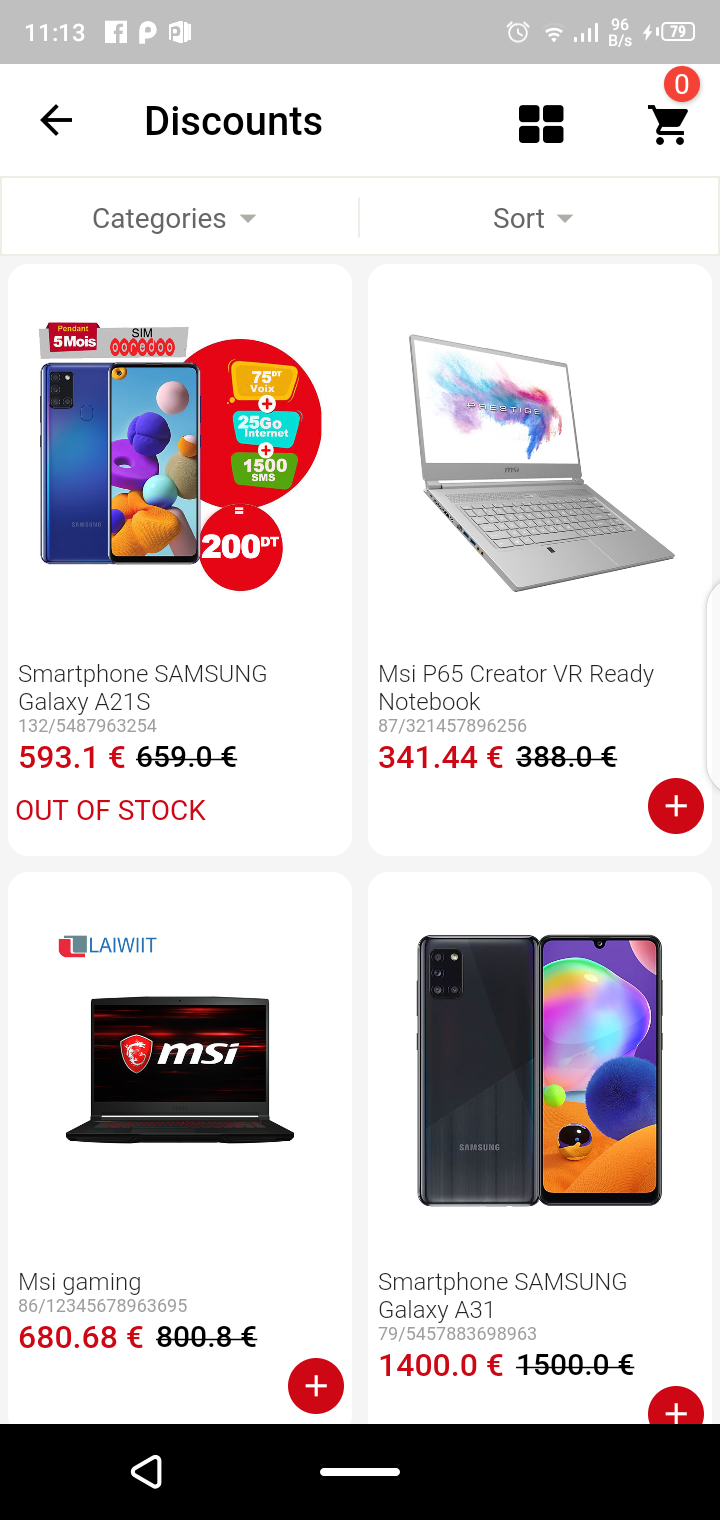 11:13
96
B/s
79
0
Discounts
Categories
Sort
Pendant
5Mois
SIM
ooredoo
75DT
Voix
+
25Go
Internet
+
1500
SMS
=
200DT
SAMSUNG
Smartphone SAMSUNG
Galaxy A21S
132/5487963254
593.1 € 659.0 €
OUT OF STOCK
PRESTIGE
msi
Msi P65 Creator VR Ready
Notebook
87/321457896256
341.44 € 388.0 €
+
LAIWIIT
msi
Msi gaming
86/12345678963695
680.68 € 800.8 €
+
SAMSUNG
Smartphone SAMSUNG
Galaxy A31
79/5457883698963
1400.0 € 1500.0 €
+